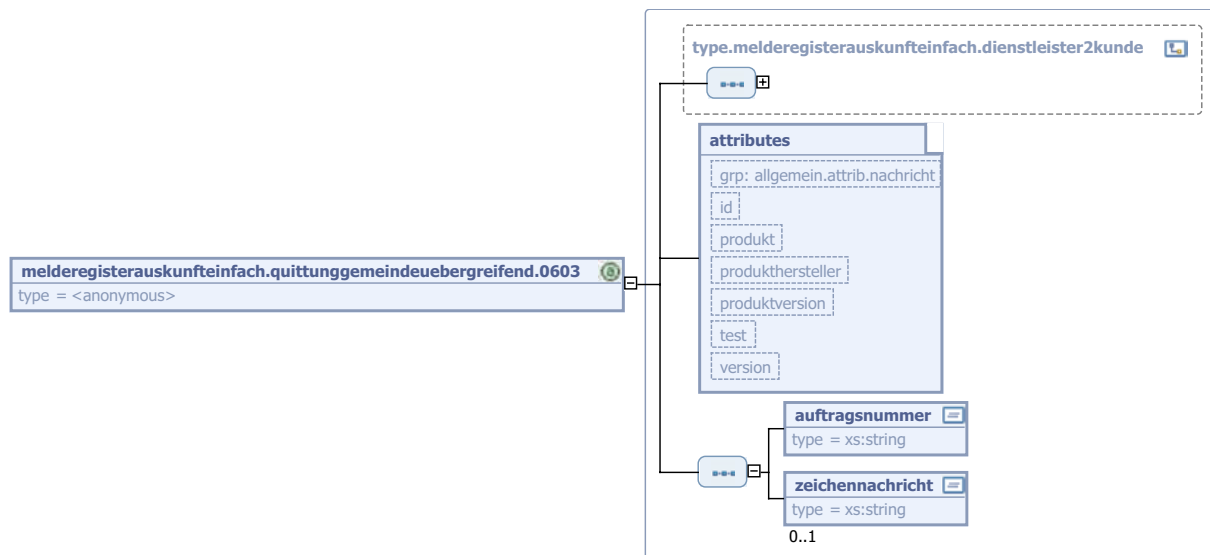 type.melderegisterauskunfteinfach.dienstleister2kunde
attributes
grp: allgemein.attrib.nachricht
id
produkt
produkthersteller
produktversion
test
version
melderegisterauskunfteinfach.quittunggemeindeuebergreifend.0603
type = <anonymous>
auftragsnummer
type = xs:string
zeichennachricht
type = xs:string
0..1